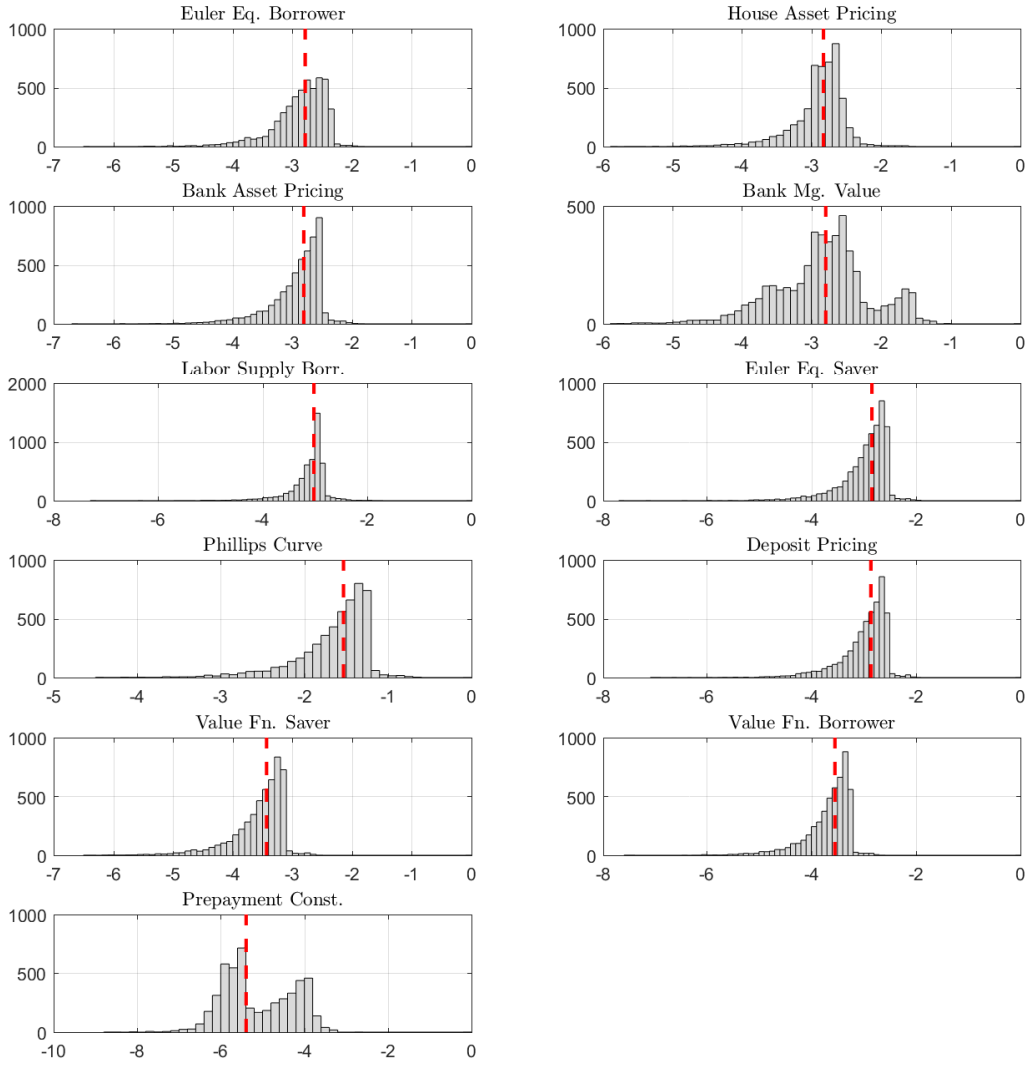 Euler Eq. Borrower
1000
500
0
-7 -6 -5 -4 -3 -2 -1 0
House Asset Pricing
1000
500
0
-6 -5 -4 -3 -2 -1 0
Bank Asset Pricing
1000
500
0
-7 -6 -5 -4 -3 -2 -1 0
Bank Mg. Value
500
0
-6 -5 -4 -3 -2 -1 0
Labor Supply Borr.
2000
1000
0
-8 -6 -4 -2 0
Euler Eq. Saver
1000
500
0
-8 -6 -4 -2 0
Phillips Curve
1000
500
0
-5 -4 -3 -2 -1 0
Deposit Pricing
1000
500
0
-8 -6 -4 -2 0
Value Fn. Saver
1000
500
0
-7 -6 -5 -4 -3 -2 -1 0
Value Fn. Borrower
1000
500
0
-8 -6 -4 -2 0
Prepayment Const.
1000
500
0
-10 -8 -6 -4 -2 0